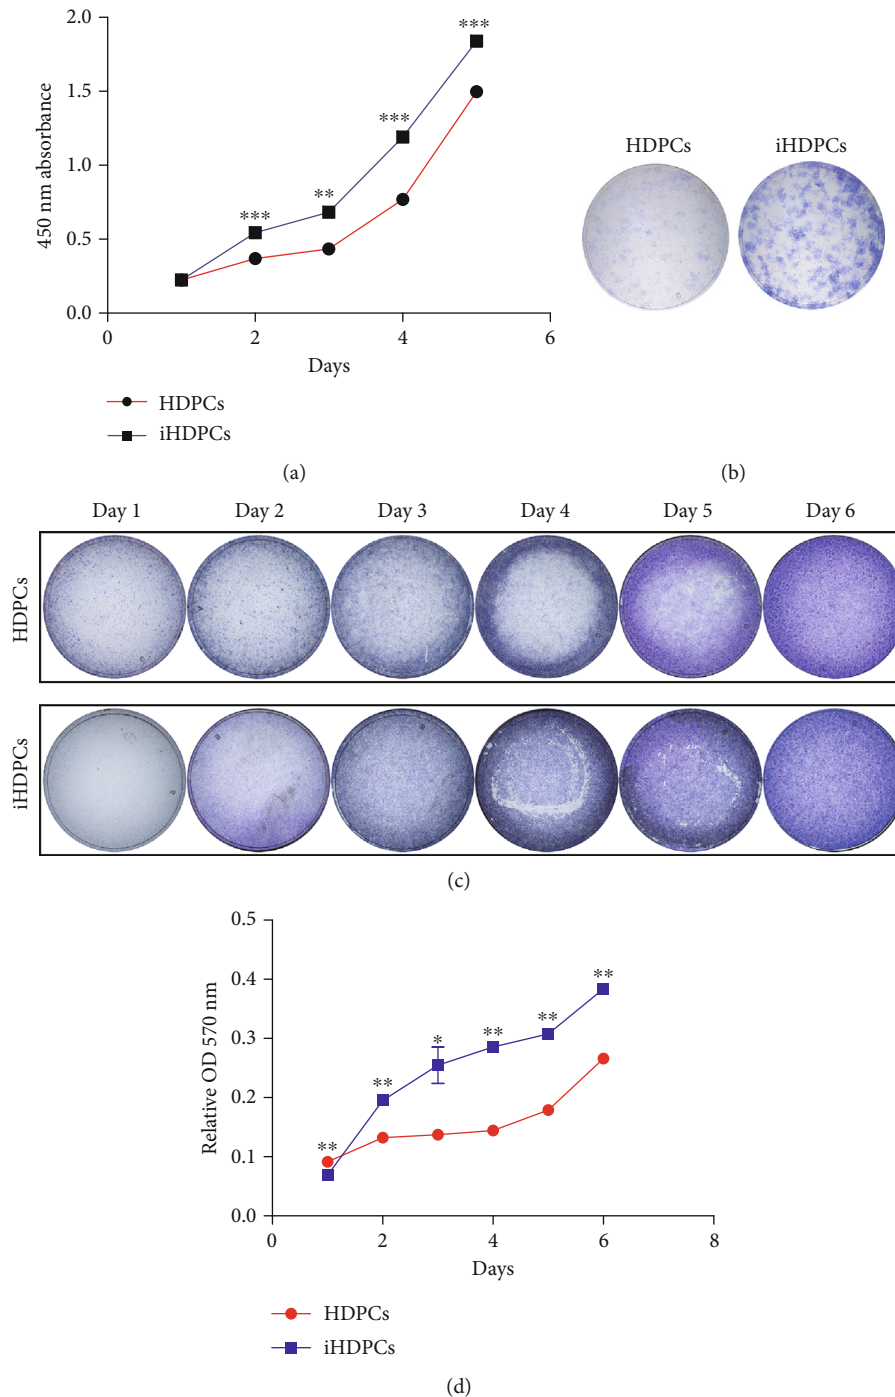 2.0
1.5
1.0
0.5
0.0
450 nm absorbance
***
**
***
***
0
2
4
6
Days
HDPCs
iHDPCs
(a)
HDPCs
iHDPCs
(b)
Day 1
Day 2
Day 3
Day 4
Day 5
Day 6
HDPCs
iHDPCs
(c)
0.5
0.4
0.3
0.2
0.1
0.0
Relative OD 570 nm
**
**
*
**
**
**
0
2
4
6
8
Days
HDPCs
iHDPCs
(d)